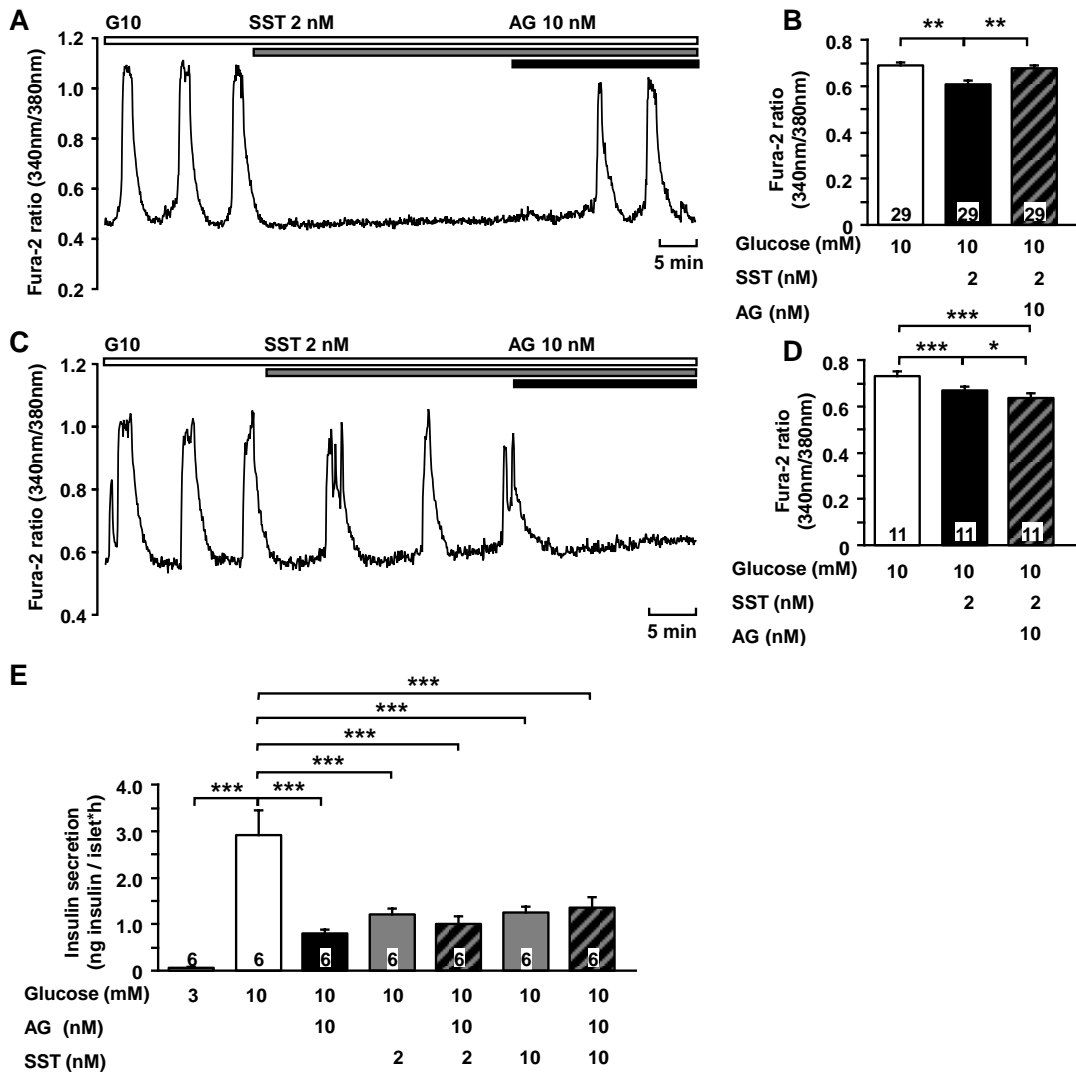 A
G10 SST 2 nM AG 10 nM
Fura-2 ratio (340nm/380nm)
1.2
1.0
0.8
0.6
0.4
0.2
5 min
B
** **
Fura-2 ratio
(340nm/380nm)
0.8
0.6
0.4
0.2
0
29 29 29
Glucose (mM) 10 10 10
SST (nM) 2 2
AG (nM) 10
C
G10 SST 2 nM AG 10 nM
Fura-2 ratio (340nm/380nm)
1.2
1.0
0.8
0.6
0.4
5 min
D
***
*** *
Fura-2 ratio
(340nm/380nm)
0.8
0.6
0.4
0.2
0
11 11 11
Glucose (mM) 10 10 10
SST (nM) 2 2
AG (nM) 10
E
***
***
***
***
*** ***
Insulin secretion
(ng insulin / islet*h)
4.0
3.0
2.0
1.0
0
6 6 6 6 6 6 6
Glucose (mM) 3 10 10 10 10 10 10
AG (nM) 10 10 10
SST (nM) 2 2 10 10